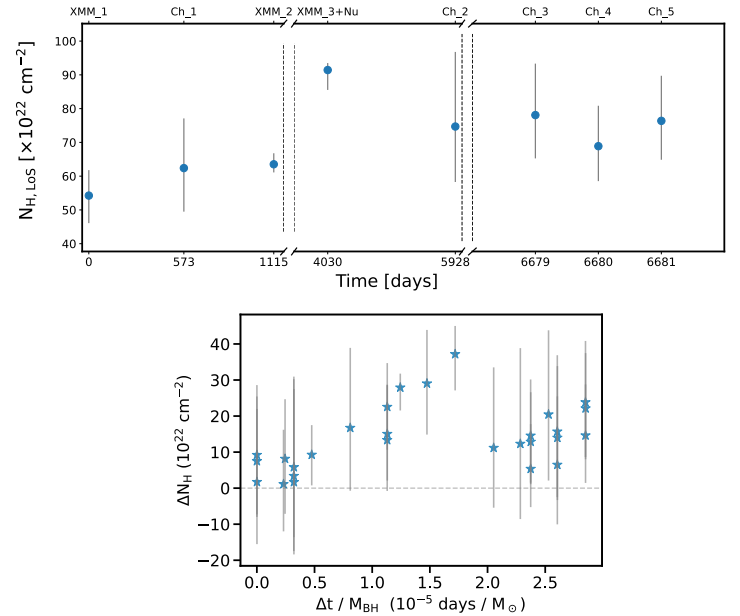 XMM_1 Ch_1 XMM_2 XMM_3+Nu Ch_2 Ch_3 Ch_4 Ch_5
N_H, LoS [×10^22 cm^−2]
100
90
80
70
60
50
40
0 573 1115 4030 5928 6679 6680 6681
Time [days]
ΔN_H (10^22 cm^−2)
40
30
20
10
0
−10
−20
0.0 0.5 1.0 1.5 2.0 2.5
Δt / M_BH (10^−5 days / M_⊙)